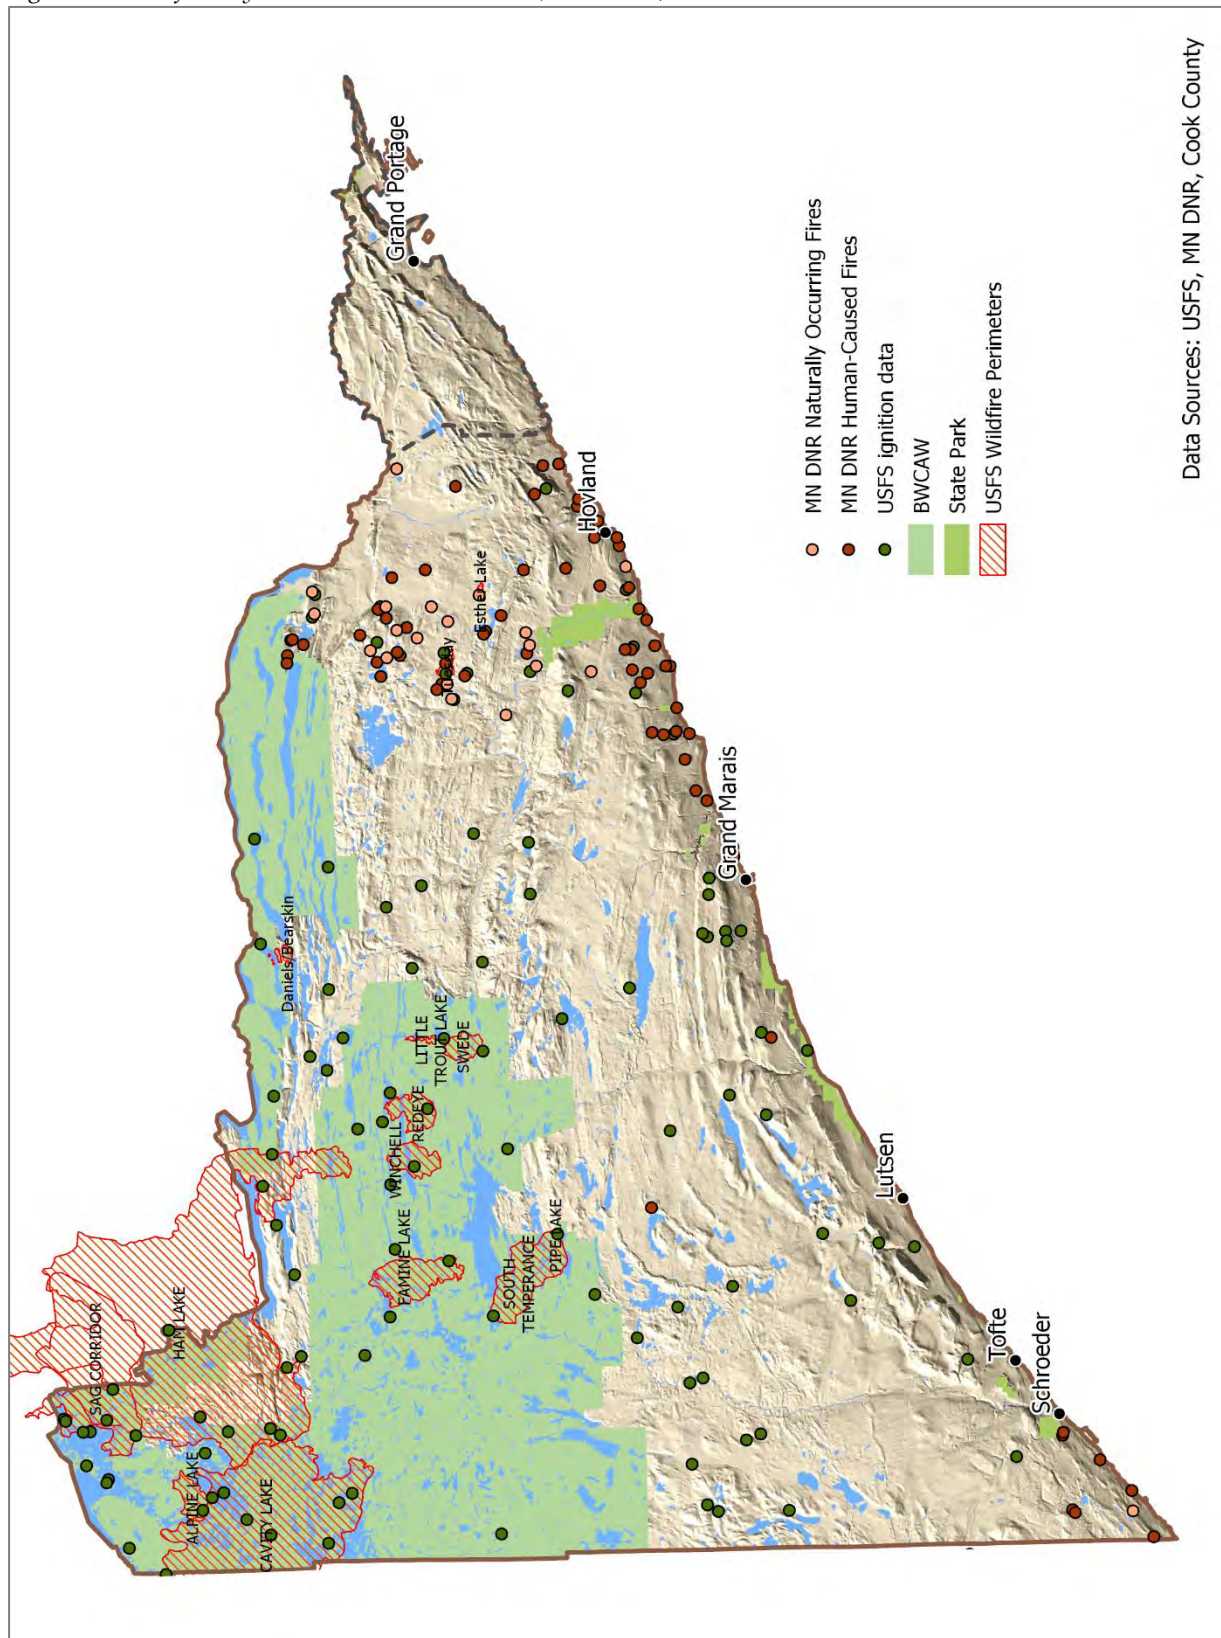 Grand Portage
Hovland
Esther Lake
Grand Marais
Daniels/Bearskin
LITTLE
TROUT LAKE
SWEDE
REDEYE
WINCHELL
FAMINE LAKE
SOUTH
TEMPERANCE
PIPE LAKE
SAG CORRIDOR
HAM LAKE
ALPINE LAKE
CAVITY LAKE
Lutsen
Tofte
Schroeder
MN DNR Naturally Occurring Fires
MN DNR Human-Caused Fires
USFS ignition data
BWCAW
State Park
USFS Wildfire Perimeters
Data Sources: USFS, MN DNR, Cook County